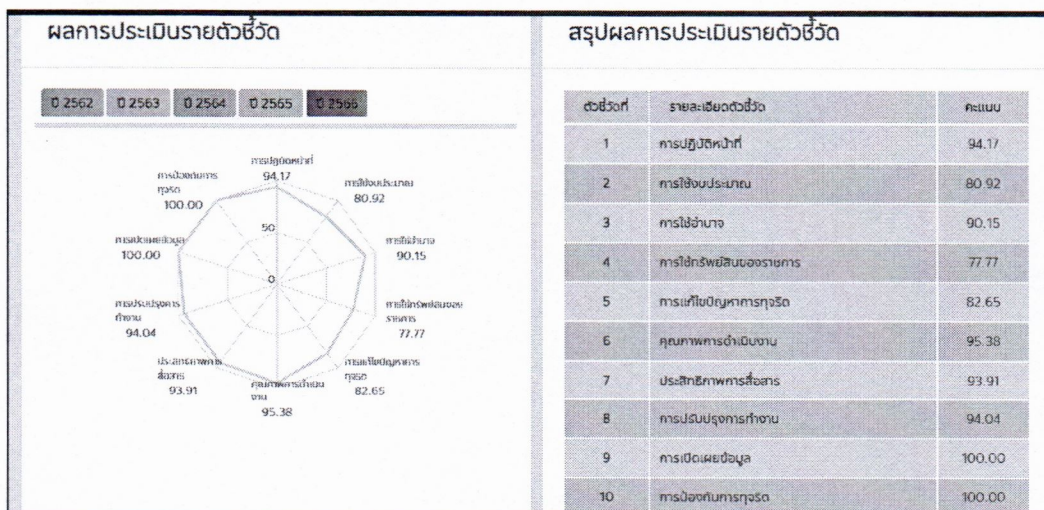 ผลการประเมินรายตัวชี้วัด
ปี 2562 ปี 2563 ปี 2564 ปี 2565 ปี 2566
การปฏิบัติหน้าที่
94.17
การใช้งบประมาณ
80.92
การใช้อำนาจ
90.15
การใช้ทรัพย์สินของ
ราชการ
77.77
การแก้ไขปัญหาการ
ทุจริต
82.65
คุณภาพการดำเนิน
งาน
95.38
ประสิทธิภาพการ
สื่อสาร
93.91
การปรับปรุงการ
ทำงาน
94.04
การเปิดเผยข้อมูล
100.00
การป้องกันการ
ทุจริต
100.00
50
0
สรุปผลการประเมินรายตัวชี้วัด
ตัวชี้วัดที่ รายละเอียดตัวชี้วัด คะแนน
1 การปฏิบัติหน้าที่ 94.17
2 การใช้งบประมาณ 80.92
3 การใช้อำนาจ 90.15
4 การใช้ทรัพย์สินของราชการ 77.77
5 การแก้ไขปัญหาการทุจริต 82.65
6 คุณภาพการดำเนินงาน 95.38
7 ประสิทธิภาพการสื่อสาร 93.91
8 การปรับปรุงการทำงาน 94.04
9 การเปิดเผยข้อมูล 100.00
10 การป้องกันการทุจริต 100.00